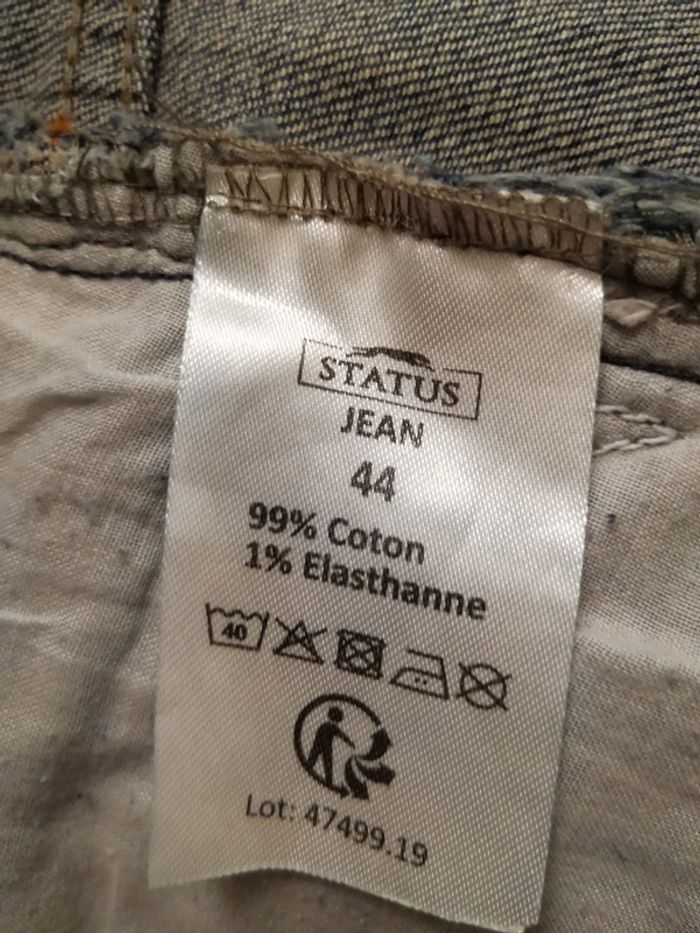 STATUS
JEAN
44
99% Coton
1% Elasthanne
40
Lot: 47499.19